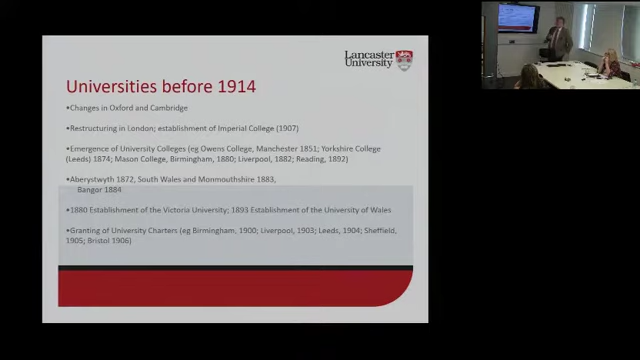 Lancaster
University
Universities before 1914
•Changes in Oxford and Cambridge
•Restructuring in London; establishment of Imperial College (1907)
•Emergence of University Colleges (eg Owens College, Manchester 1851; Yorkshire College
(Leeds) 1874; Mason College, Birmingham, 1880; Liverpool, 1882; Reading, 1892)
•Aberystwyth 1872, South Wales and Monmouthshire 1883,
Bangor 1884
•1880 Establishment of the Victoria University; 1893 Establishment of the University of Wales
•Granting of University Charters (eg Birmingham, 1900; Liverpool, 1903; Leeds, 1904; Sheffield,
1905; Bristol 1906)